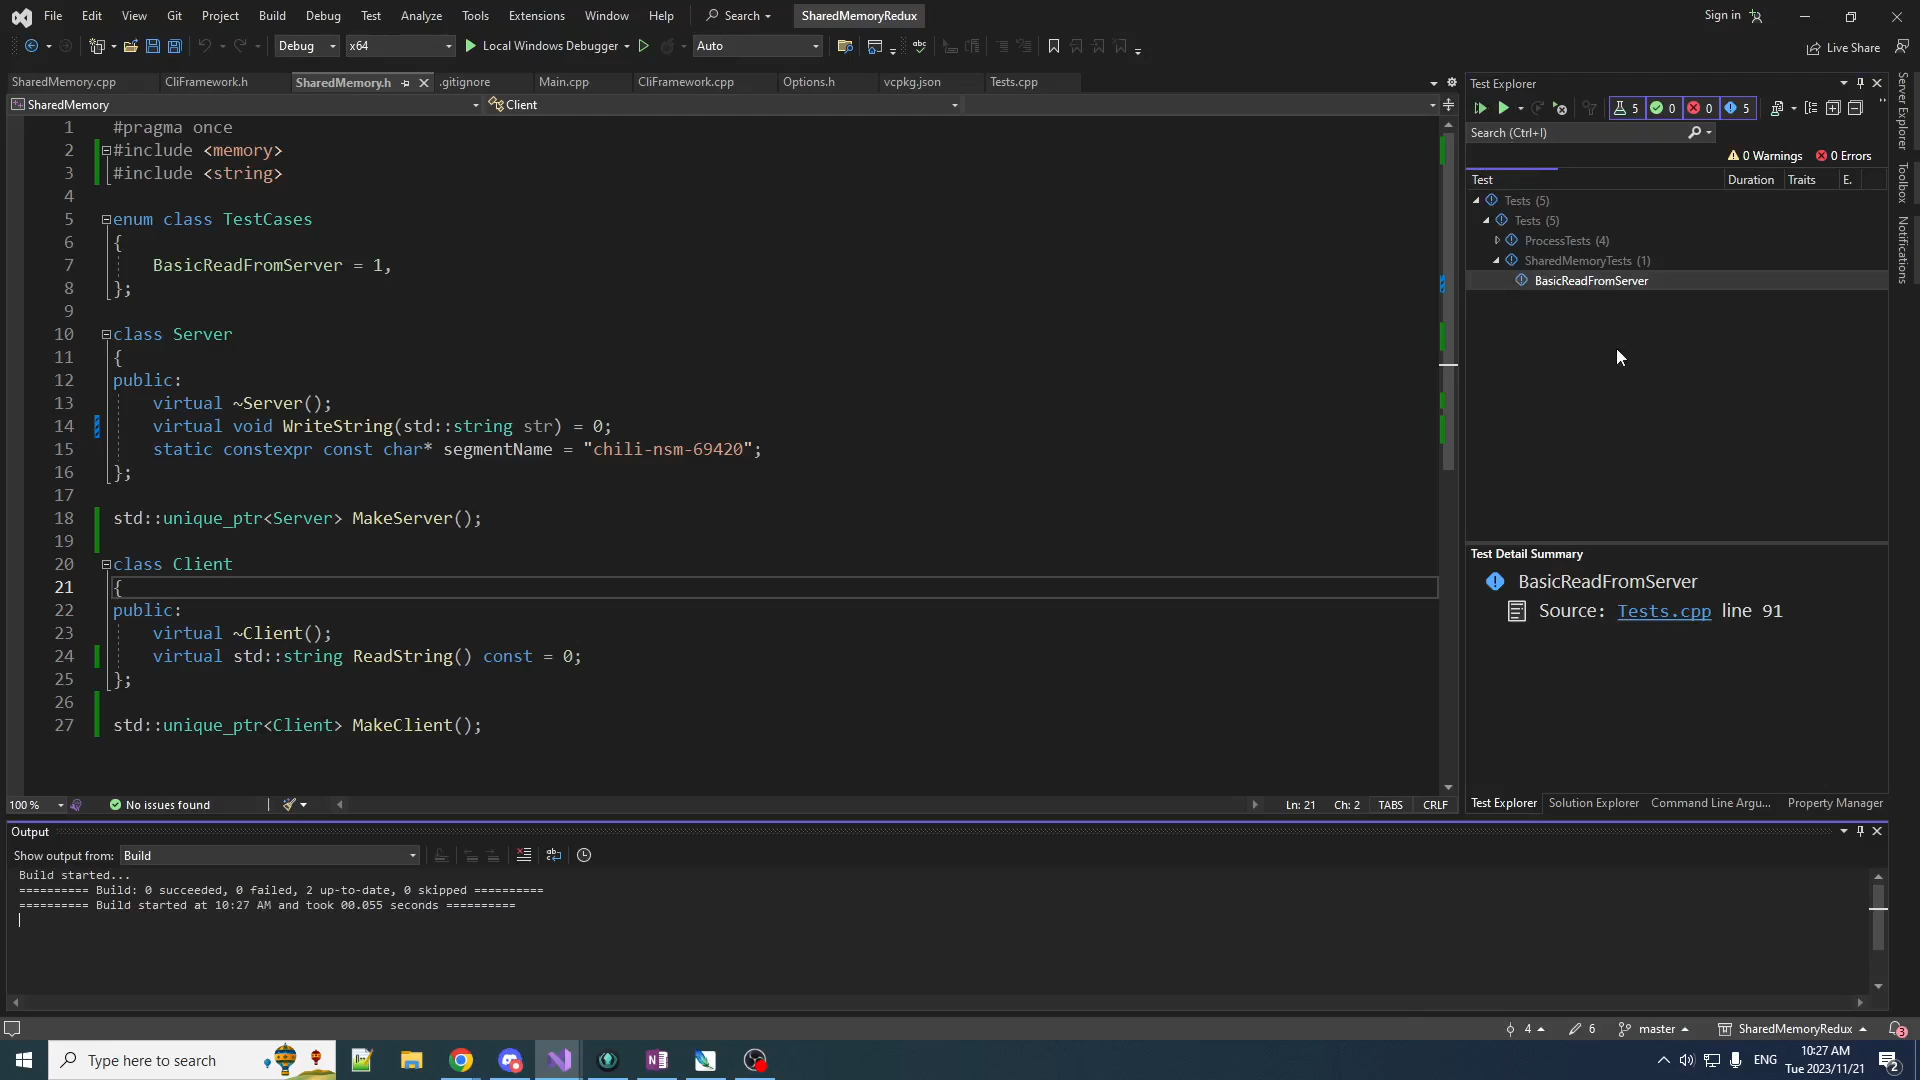 File Edit View Git Project Build Debug Test Analyze Tools Extensions Window Help Search SharedMemoryRedux Sign in
Debug x64 Local Windows Debugger Auto Live Share
SharedMemory.cpp CliFramework.h SharedMemory.h .gitignore Main.cpp CliFramework.cpp Options.h vcpkg.json Tests.cpp
SharedMemory Client
1 #pragma once
2 #include <memory>
3 #include <string>
4
5 enum class TestCases
6 {
7 BasicReadFromServer = 1,
8 };
9
10 class Server
11 {
12 public:
13 virtual ~Server();
14 virtual void WriteString(std::string str) = 0;
15 static constexpr const char* segmentName = "chili-nsm-69420";
16 };
17
18 std::unique_ptr<Server> MakeServer();
19
20 class Client
21 {
22 public:
23 virtual ~Client();
24 virtual std::string ReadString() const = 0;
25 };
26
27 std::unique_ptr<Client> MakeClient();
100 % No issues found Ln: 21 Ch: 2 TABS CRLF
Test Explorer
5 0 0 5
Search (Ctrl+I)
0 Warnings 0 Errors
Test Duration Traits E.
Tests (5)
Tests (5)
ProcessTests (4)
SharedMemoryTests (1)
BasicReadFromServer
Test Detail Summary
BasicReadFromServer
Source: Tests.cpp line 91
Test Explorer Solution Explorer Command Line Argu... Property Manager
Server Explorer
Toolbox
Notifications
Output
Show output from: Build
Build started...
========== Build: 0 succeeded, 0 failed, 2 up-to-date, 0 skipped ==========
========== Build started at 10:27 AM and took 00.055 seconds ==========
4 6 master SharedMemoryRedux 3
Type here to search
ENG
10:27 AM
Tue 2023/11/21
2